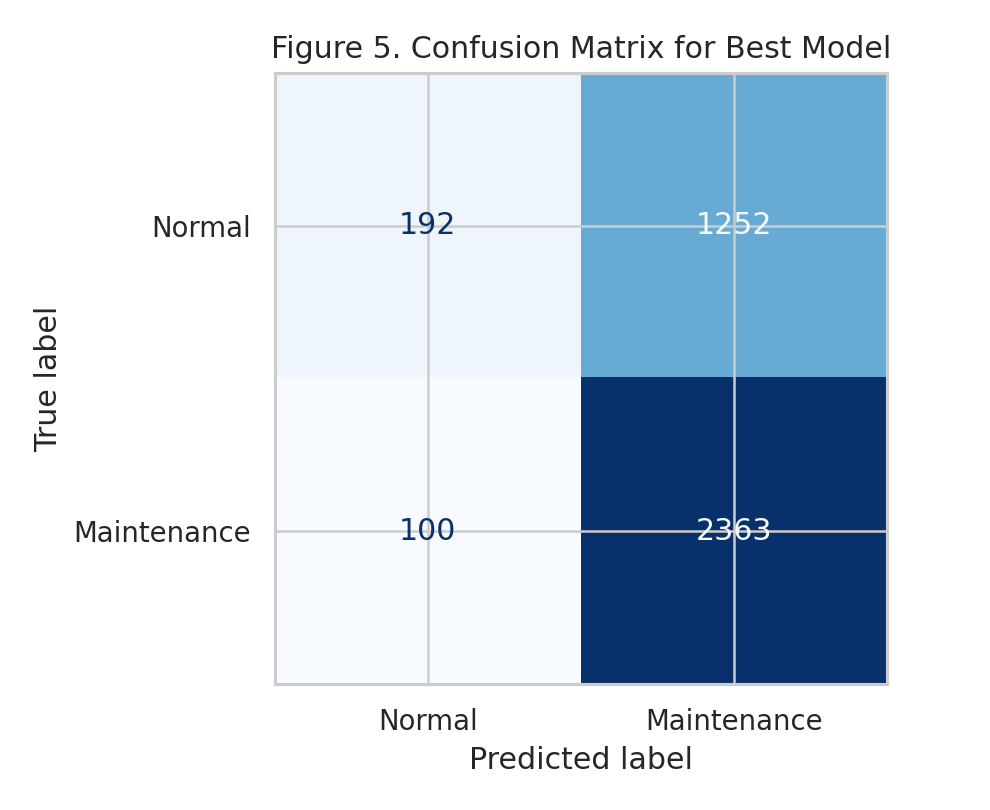 Figure 5. Confusion Matrix for Best Model
Normal
192
1252
True label
Maintenance
100
2363
Normal
Maintenance
Predicted label